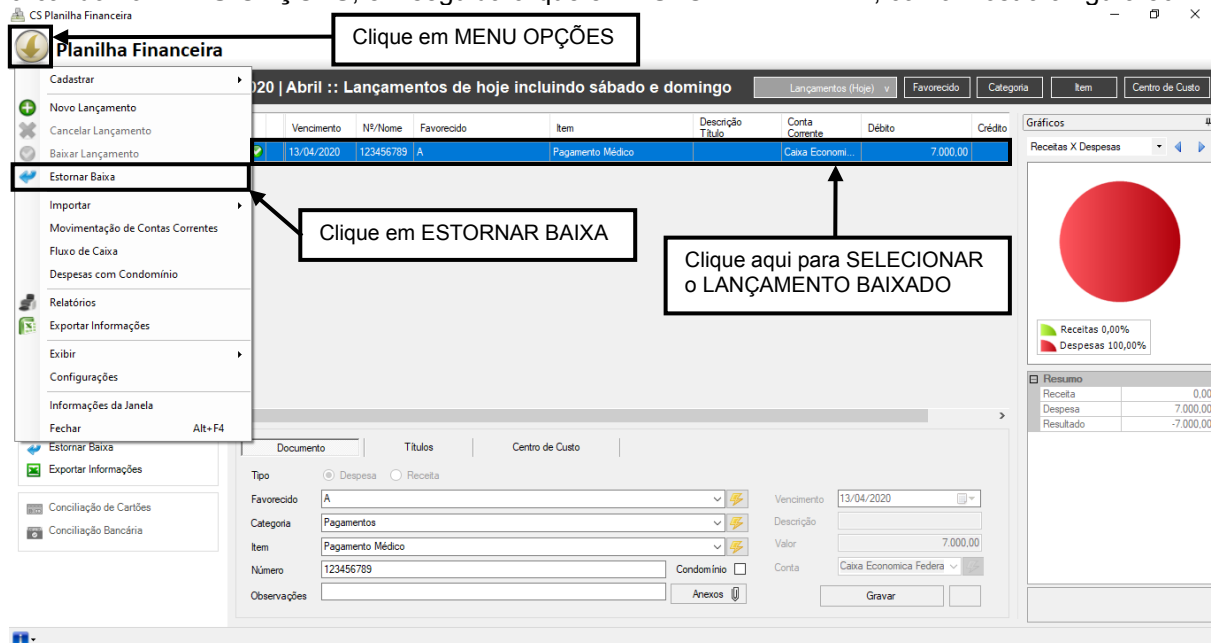 CS Planilha Financeira
Planilha Financeira
Clique em MENU OPÇÕES
Cadastrar
Novo Lançamento
Cancelar Lançamento
Baixar Lançamento
Estornar Baixa
Importar
Movimentação de Contas Correntes
Fluxo de Caixa
Despesas com Condomínio
Relatórios
Exportar Informações
Exibir
Configurações
Informações da Janela
Fechar Alt+F4
020 | Abril :: Lançamentos de hoje incluindo sábado e domingo
Lançamentos (Hoje) v Favorecido Categoria Item Centro de Custo
Vencimento Nº/Nome Favorecido Item Descrição Título Conta Corrente Débito Crédito
13/04/2020 123456789 A Pagamento Médico Caixa Economi... 7.000,00
Clique em ESTORNAR BAIXA
Clique aqui para SELECIONAR
o LANÇAMENTO BAIXADO
Gráficos
Receitas X Despesas
Receitas 0,00%
Despesas 100,00%
Resumo
Receita 0,00
Despesa 7.000,00
Resultado -7.000,00
Estornar Baixa
Exportar Informações
Conciliação de Cartões
Conciliação Bancária
Documento Títulos Centro de Custo
Tipo Despesa Receita
Favorecido A Vencimento 13/04/2020
Categoria Pagamentos Descrição
Item Pagamento Médico Valor 7.000,00
Número 123456789 Condomínio Conta Caixa Economica Federa
Observações Anexos Gravar